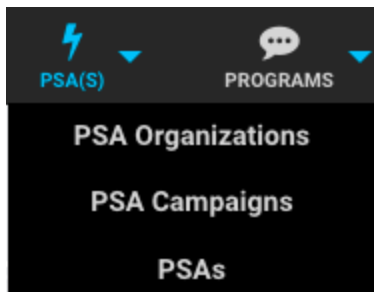 PSA(S) PROGRAMS
PSA Organizations
PSA Campaigns
PSAs